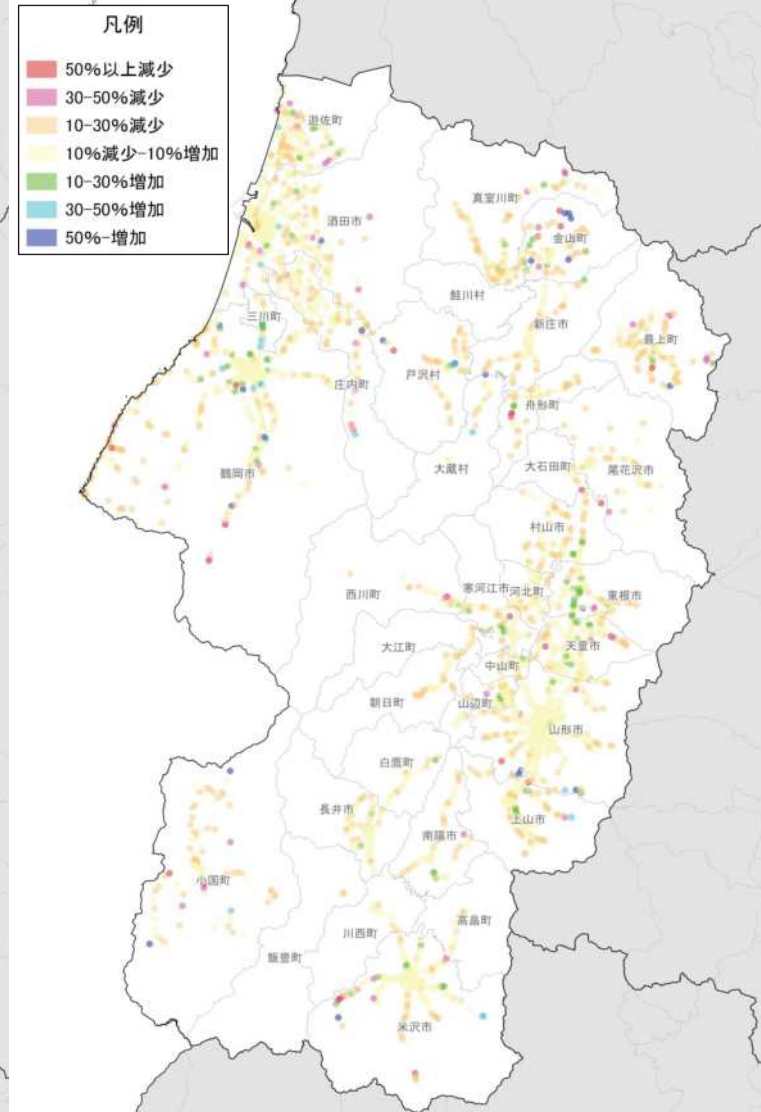 凡例
50%以上減少
30-50%減少
10-30%減少
10%減少-10%増加
10-30%増加
30-50%増加
50%-増加
遊佐町
酒田市
真室川町
金山町
鮭川村
三川町
新庄市
最上町
庄内町
戸沢村
舟形町
鶴岡市
大蔵村
大石田町
尾花沢市
村山市
西川町
寒河江市
河北町
東根市
大江町
天童市
中山町
朝日町
山辺町
山形市
白鷹町
長井市
南陽市
上山市
小国町
高畠町
川西町
飯豊町
米沢市